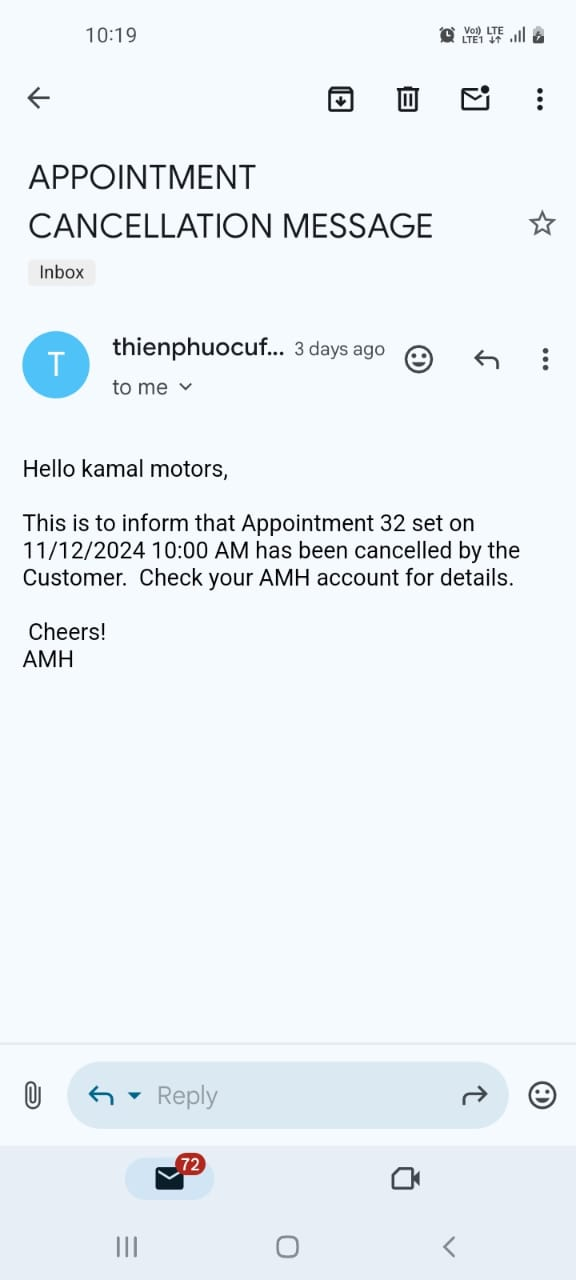 10:19
Vo)) LTE
LTE1
APPOINTMENT
CANCELLATION MESSAGE
Inbox
T
thienphuocuf... 3 days ago
to me
Hello kamal motors,
This is to inform that Appointment 32 set on
11/12/2024 10:00 AM has been cancelled by the
Customer.  Check your AMH account for details.
Cheers!
AMH
Reply
72